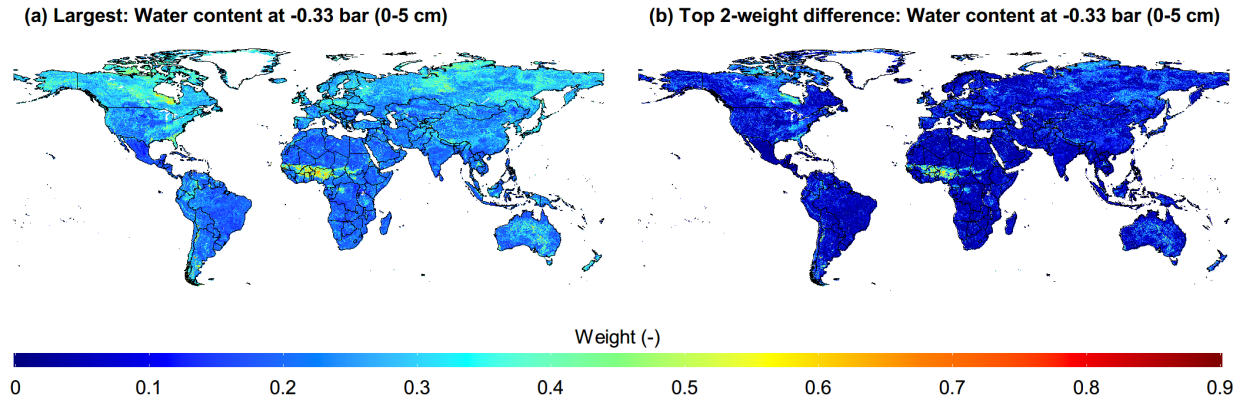 (a) Largest: Water content at -0.33 bar (0-5 cm)
(b) Top 2-weight difference: Water content at -0.33 bar (0-5 cm)
Weight (-)
0 0.1 0.2 0.3 0.4 0.5 0.6 0.7 0.8 0.9